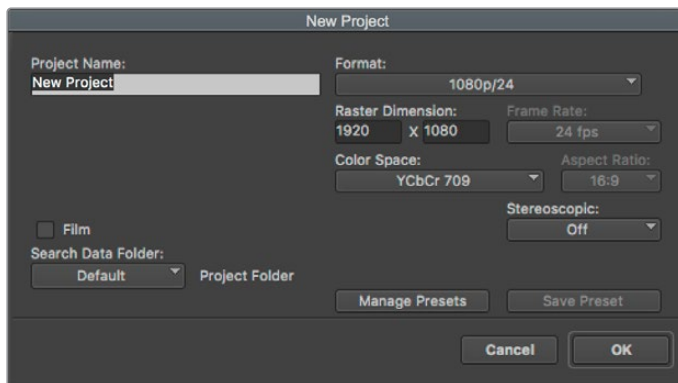 New Project
Project Name:
New Project
Format:
1080p/24
Raster Dimension:
1920 x 1080
Frame Rate:
24 fps
Color Space:
YCbCr 709
Aspect Ratio:
16:9
Stereoscopic:
Off
Film
Search Data Folder:
Default
Project Folder
Manage Presets
Save Preset
Cancel
OK